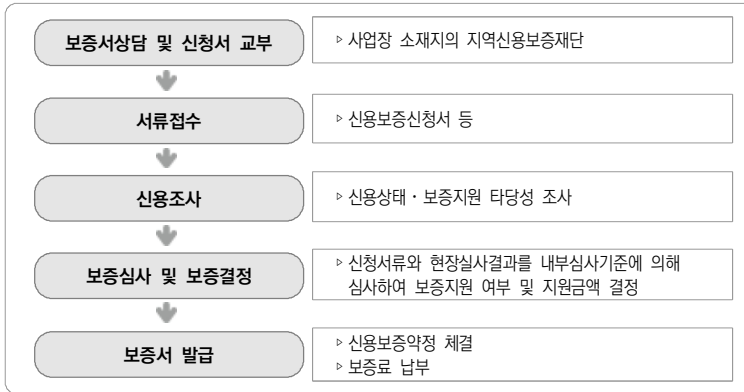 보증서상담 및 신청서 교부
▹사업장 소재지의 지역신용보증재단
서류접수
▹신용보증신청서 등
신용조사
▹신용상태・보증지원 타당성 조사
보증심사 및 보증결정
▹신청서류와 현장실사결과를 내부심사기준에 의해
심사하여 보증지원 여부 및 지원금액 결정
보증서 발급
▹신용보증약정 체결
▹보증료 납부